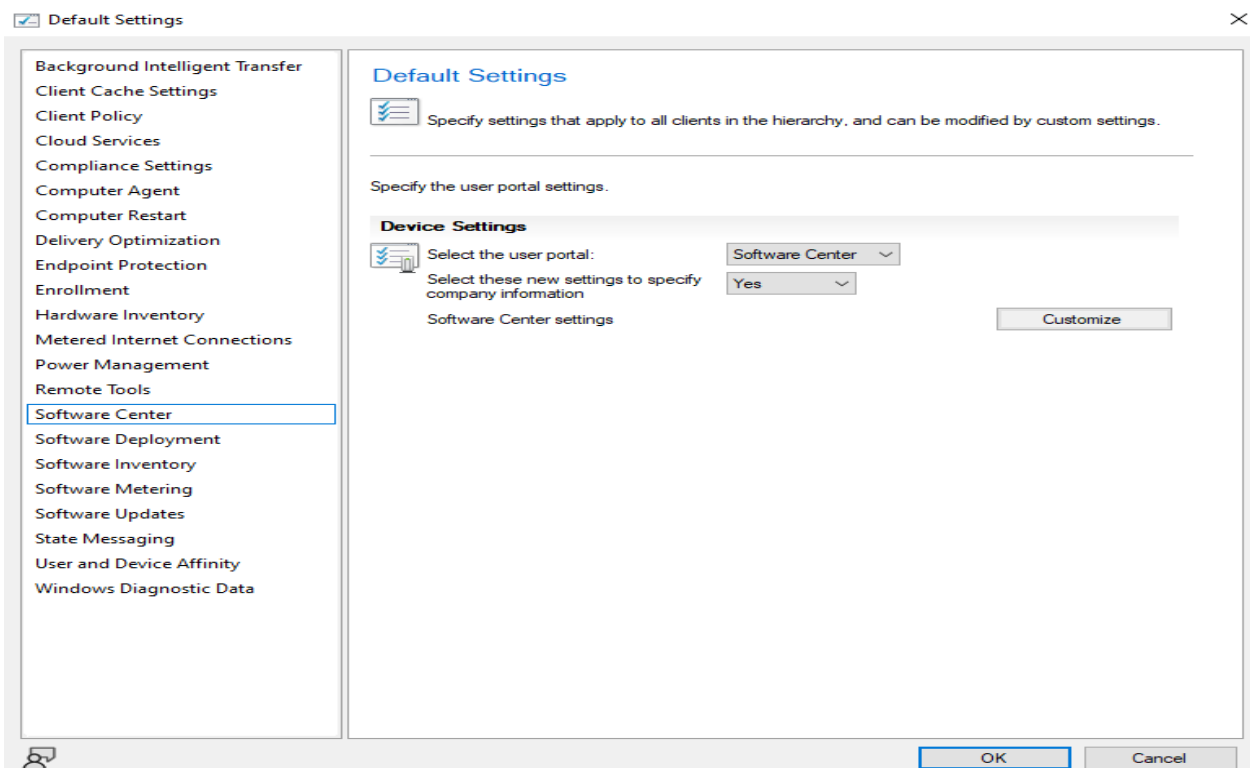 Default Settings
Background Intelligent Transfer
Client Cache Settings
Client Policy
Cloud Services
Compliance Settings
Computer Agent
Computer Restart
Delivery Optimization
Endpoint Protection
Enrollment
Hardware Inventory
Metered Internet Connections
Power Management
Remote Tools
Software Center
Software Deployment
Software Inventory
Software Metering
Software Updates
State Messaging
User and Device Affinity
Windows Diagnostic Data
Default Settings
Specify settings that apply to all clients in the hierarchy, and can be modified by custom settings.
Specify the user portal settings.
Device Settings
Select the user portal: Software Center
Select these new settings to specify
company information Yes
Software Center settings Customize
OK Cancel